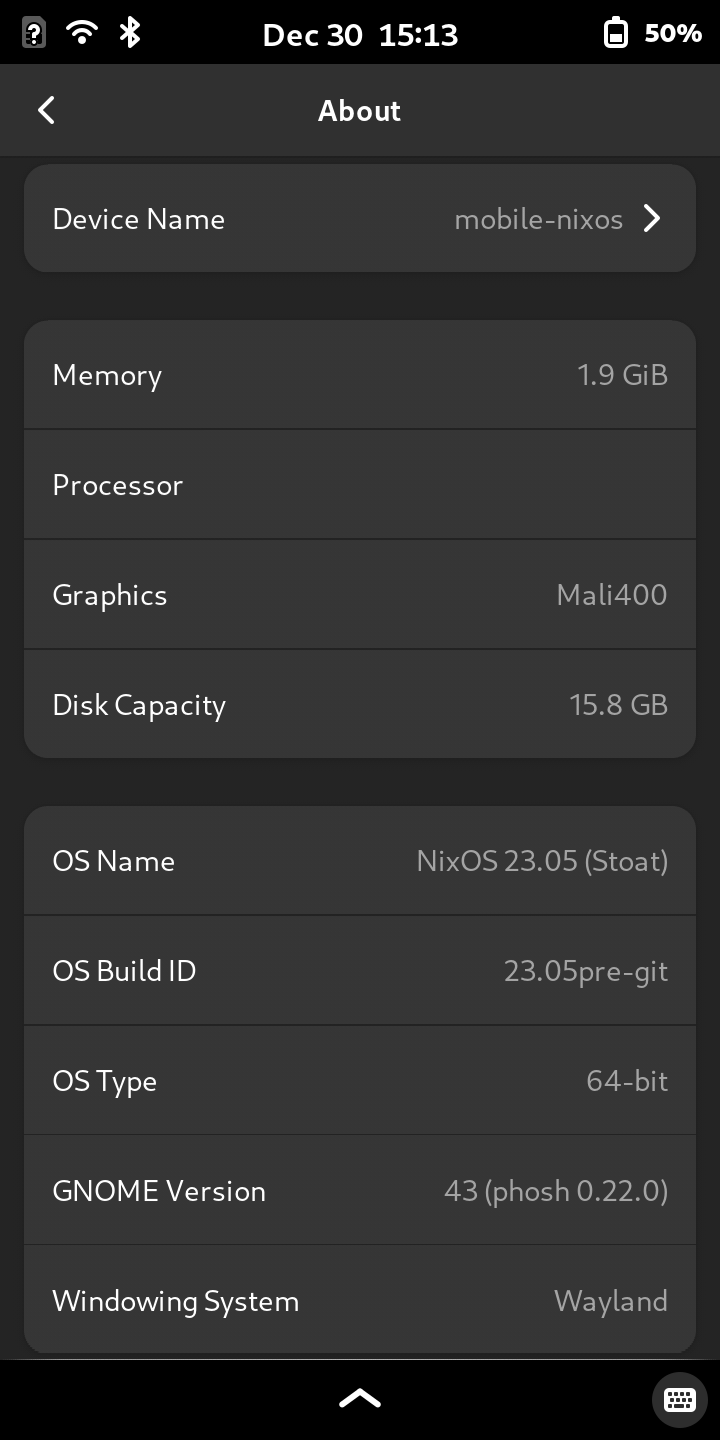 Dec 30 15:13 50%
About
Device Name mobile-nixos
Memory 1.9 GiB
Processor
Graphics Mali400
Disk Capacity 15.8 GB
OS Name NixOS 23.05 (Stoat)
OS Build ID 23.05pre-git
OS Type 64-bit
GNOME Version 43 (phosh 0.22.0)
Windowing System Wayland